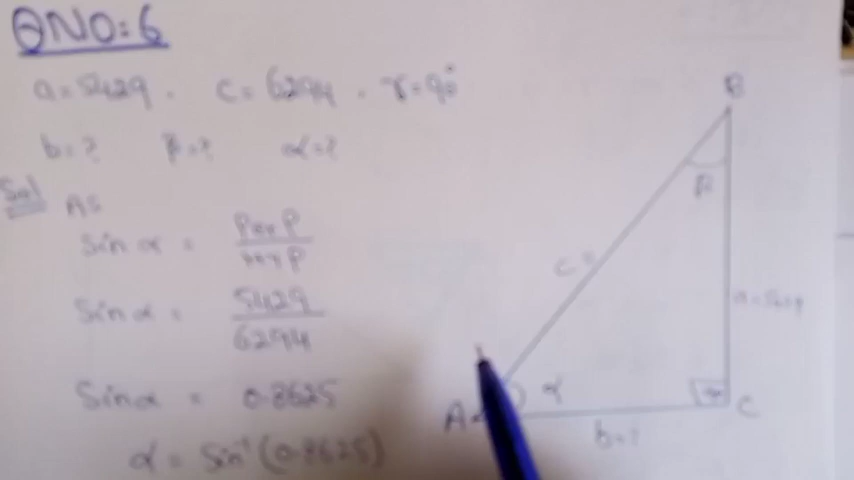 QNO:6
a=5429. c=6294. γ=90°
b=? β=? α=?
Sol
As
Sin α = Perp
hyp
Sin α = 5429
6294
Sin α = 0.8625
α = Sin⁻¹(0.8625)
B
β
c=
a=5429
A
α
C
b=?